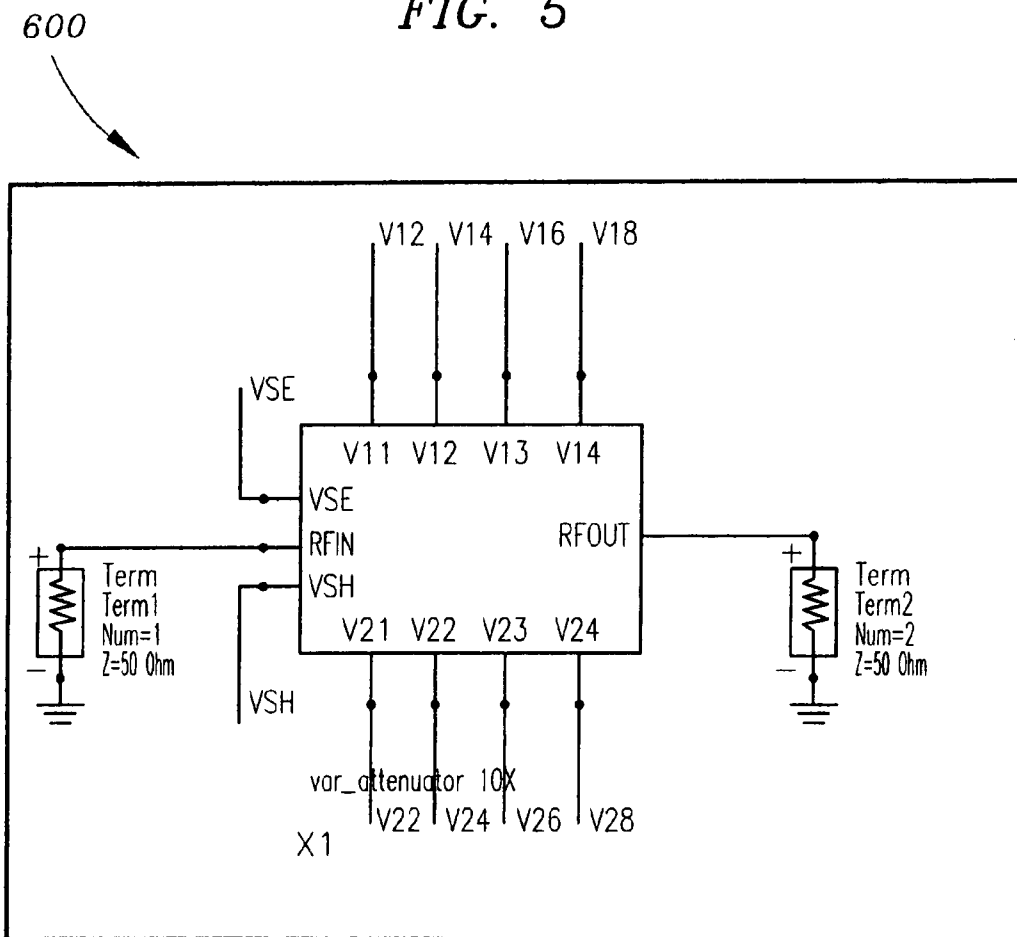 FIG. 5
600
V12 V14 V16 V18
VSE
V11 V12 V13 V14
VSE
RFIN
RFOUT
VSH
+
+
Term
Term1
Num=1
Z=50 Ohm
Term
Term2
Num=2
Z=50 Ohm
V21 V22 V23 V24
−
−
VSH
var_attenuator 10X
V22 V24 V26 V28
X1